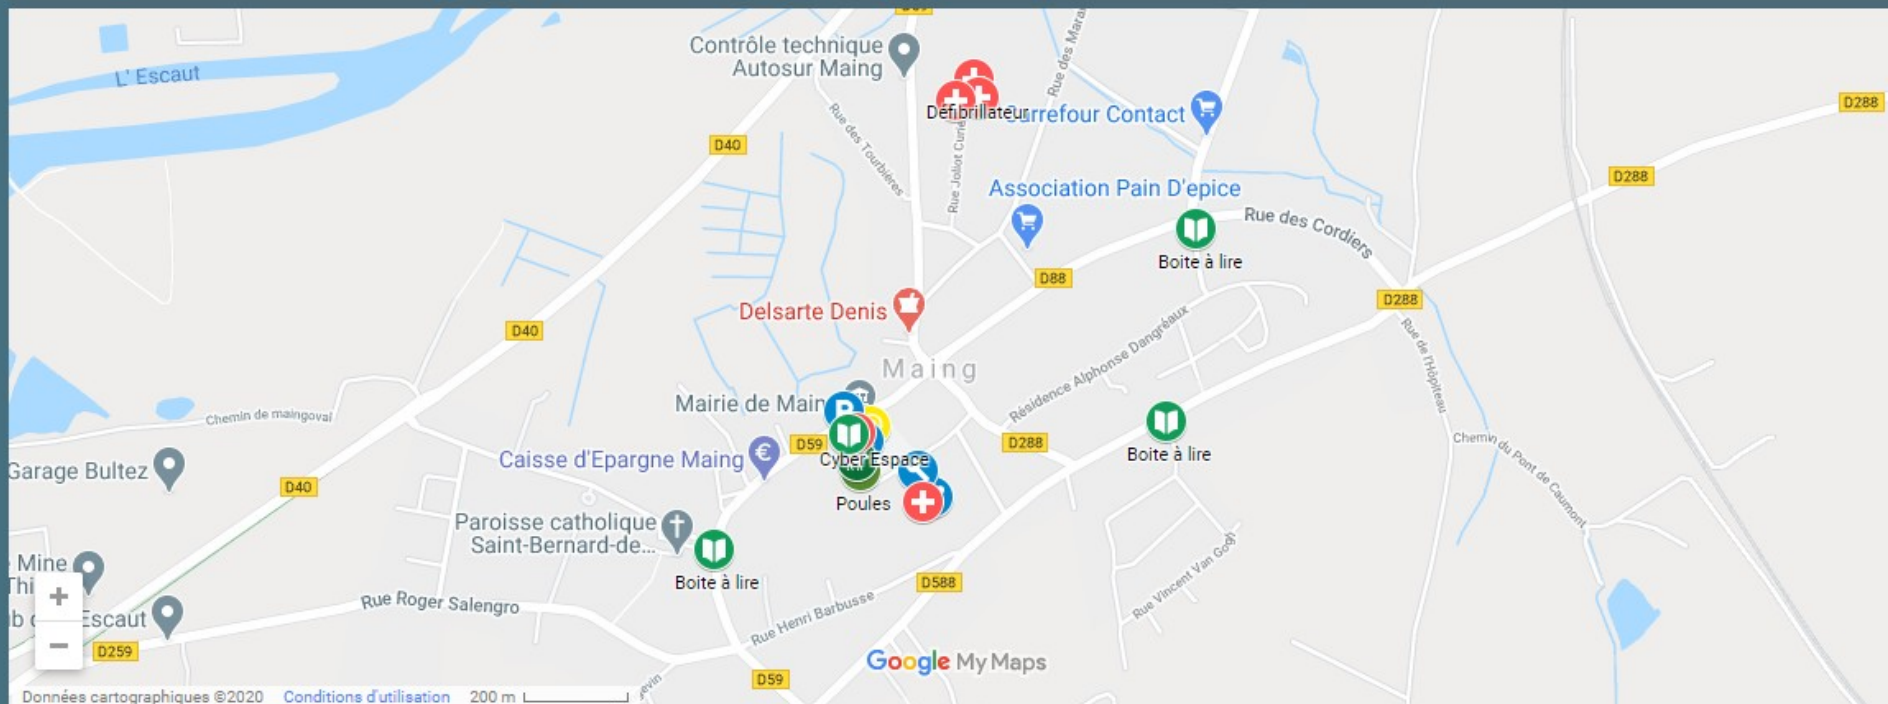 L' Escaut
Contrôle technique
Autosur Maing
Rue des Tourbières
Défibrillateur
Rue Joliot Curie
Carrefour Contact
D288
D40
D288
Association Pain D'epice
Rue des Cordiers
Boite à lire
D88
D288
Delsarte Denis
D40
Maing
Résidence Alphonse Dangréaux
Rue de l'Hôpiteau
Chemin de maingoval
Mairie de Main
P
D59
D288
Boite à lire
Chemin du Pont de Caumont
Caisse d'Epargne Maing
€
Cyber Espace
Garage Bultez
D40
Poules
Paroisse catholique
Saint-Bernard-de...
Boite à lire
Mine
Thi
Escaut
Rue Roger Salengro
D588
Rue Henri Barbusse
Rue Vincent Van Gogh
D259
D59
+
−
Google My Maps
Données cartographiques ©2020 Conditions d'utilisation 200 m